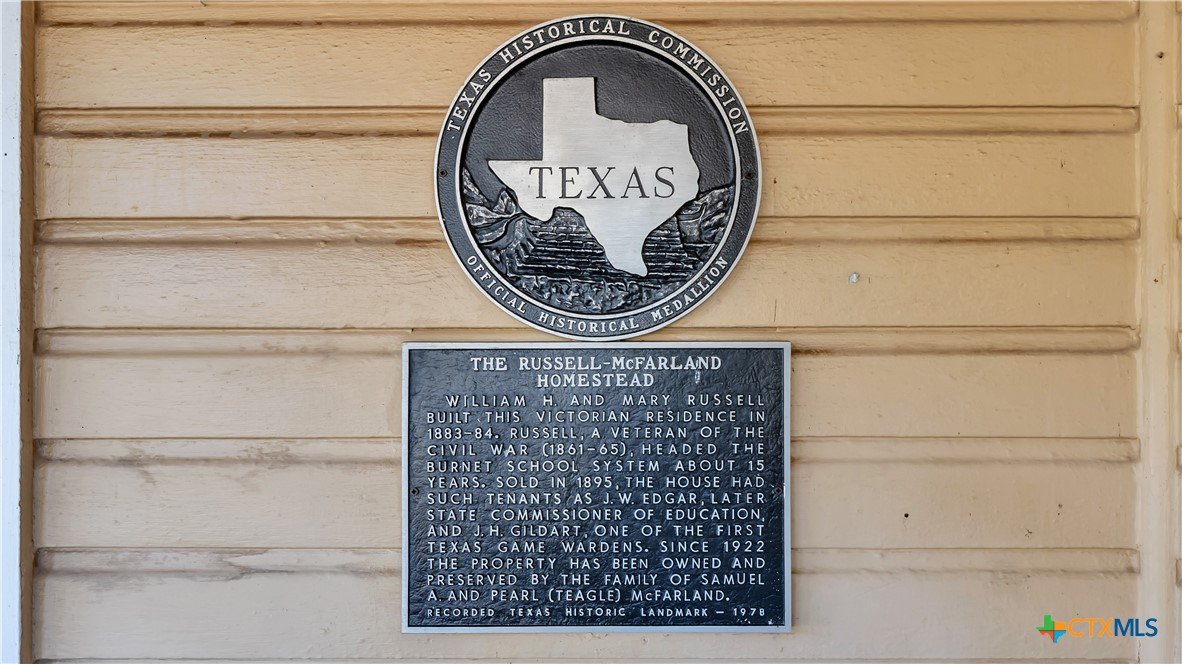 TEXAS HISTORICAL COMMISSION
TEXAS
OFFICIAL HISTORICAL MEDALLION
THE RUSSELL-McFARLAND
HOMESTEAD
WILLIAM H. AND MARY RUSSELL
BUILT THIS VICTORIAN RESIDENCE IN
1883-84. RUSSELL, A VETERAN OF THE
CIVIL WAR (1861-65), HEADED THE
BURNET SCHOOL SYSTEM ABOUT 15
YEARS. SOLD IN 1895, THE HOUSE HAD
SUCH TENANTS AS J.W. EDGAR, LATER
STATE COMMISSIONER OF EDUCATION,
AND J.H. GILDART, ONE OF THE FIRST
TEXAS GAME WARDENS. SINCE 1922
THE PROPERTY HAS BEEN OWNED AND
PRESERVED BY THE FAMILY OF SAMUEL
A. AND PEARL (TEAGLE) McFARLAND.
RECORDED TEXAS HISTORIC LANDMARK - 1978
CTXMLS